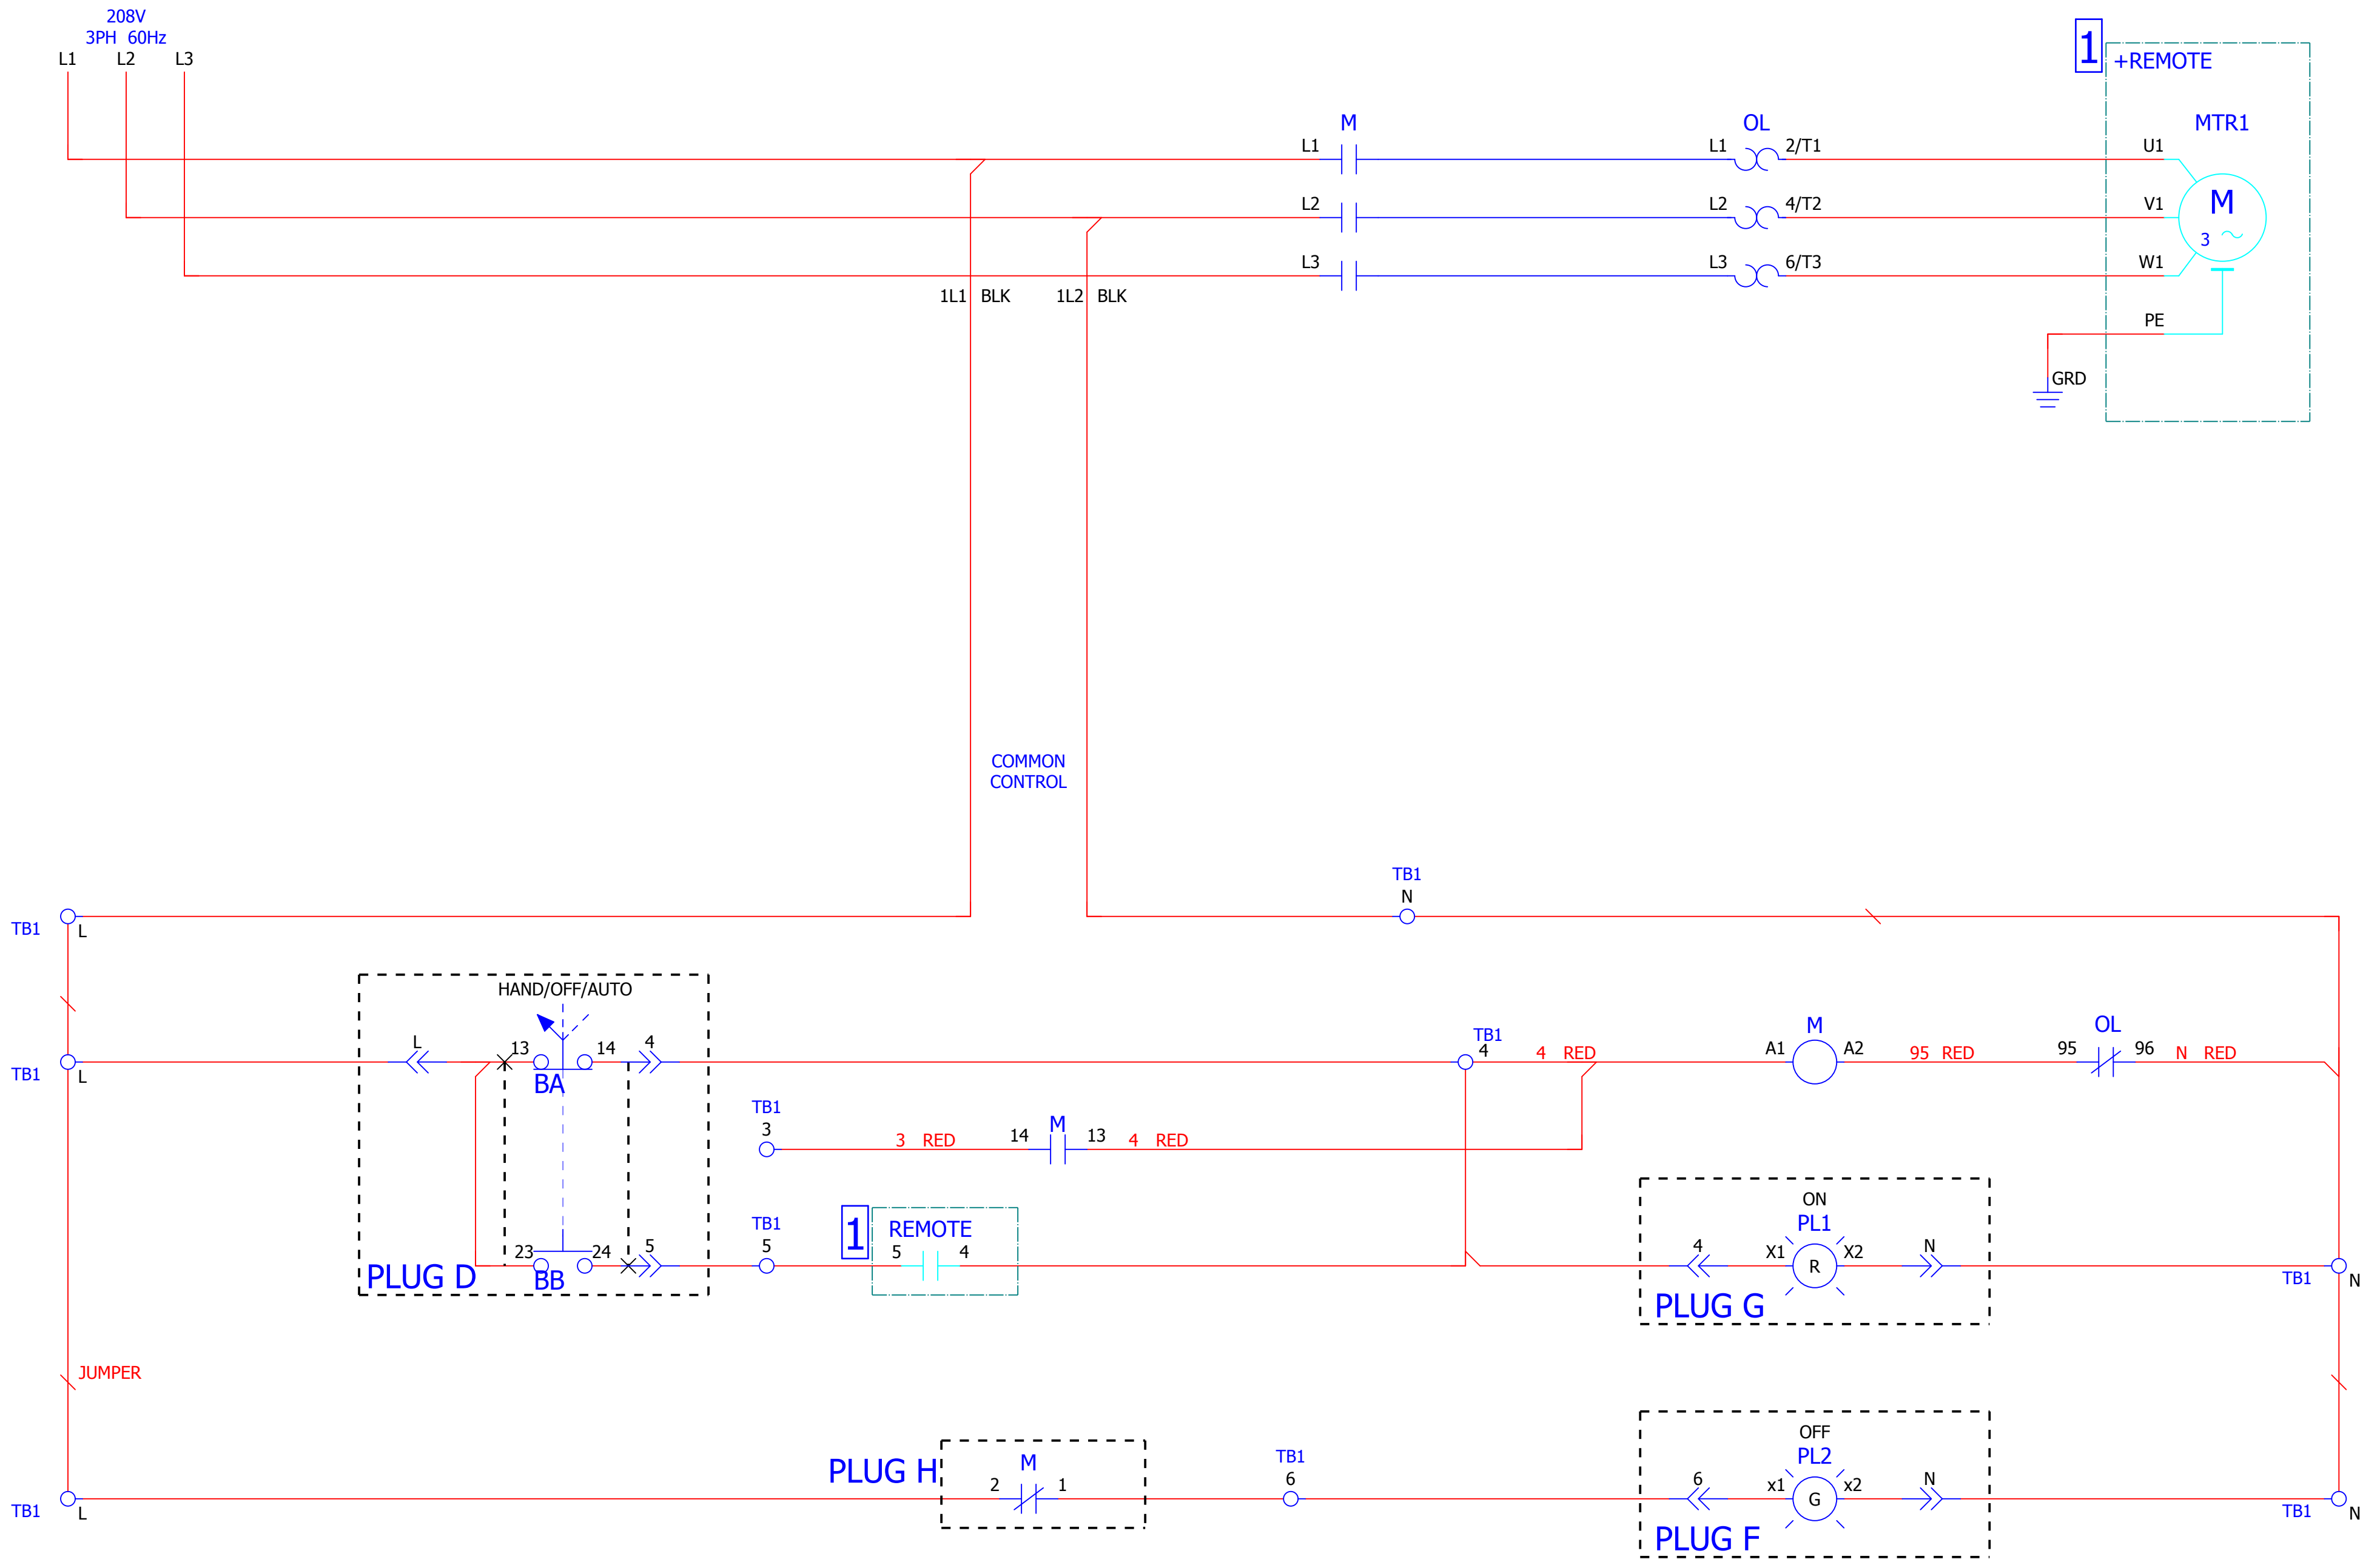 208V
3PH 60Hz
L1 L2 L3
1
+REMOTE
M
OL
MTR1
L1 L1 2/T1 U1
M
L2 L2 4/T2 V1
3
L3 L3 6/T3 W1
1L1 BLK 1L2 BLK
PE
GRD
COMMON
CONTROL
TB1
N
TB1 L
HAND/OFF/AUTO
L 13 14 4
TB1
4
4 RED
M
A1 A2
95 RED
OL
95 96
N RED
TB1 L
BA
TB1
3
3 RED
M
14 13
4 RED
TB1
5
1
REMOTE
5 4
23 24 5
BB
PLUG D
ON
PL1
4 X1 R X2 N
PLUG G
TB1 N
JUMPER
OFF
PL2
PLUG H
M
2 1
TB1
6
6 x1 G x2 N
PLUG F
TB1 L
TB1 N